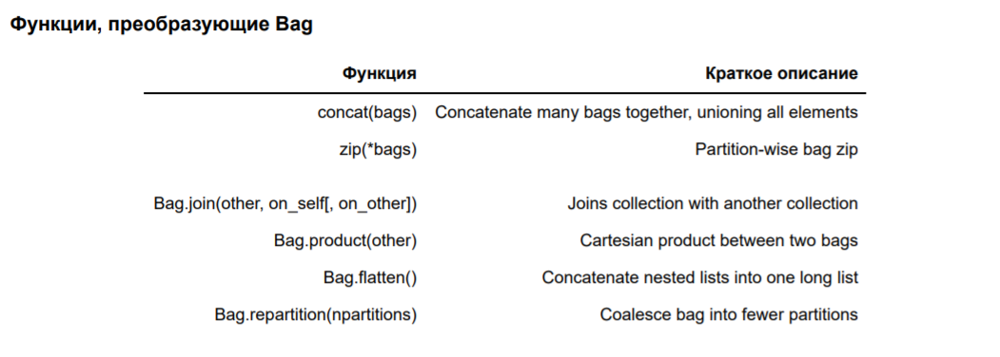 Функции, преобразующие Bag
Функция Краткое описание
concat(bags) Concatenate many bags together, unioning all elements
zip(*bags) Partition-wise bag zip
Bag.join(other, on_self[, on_other]) Joins collection with another collection
Bag.product(other) Cartesian product between two bags
Bag.flatten() Concatenate nested lists into one long list
Bag.repartition(npartitions) Coalesce bag into fewer partitions